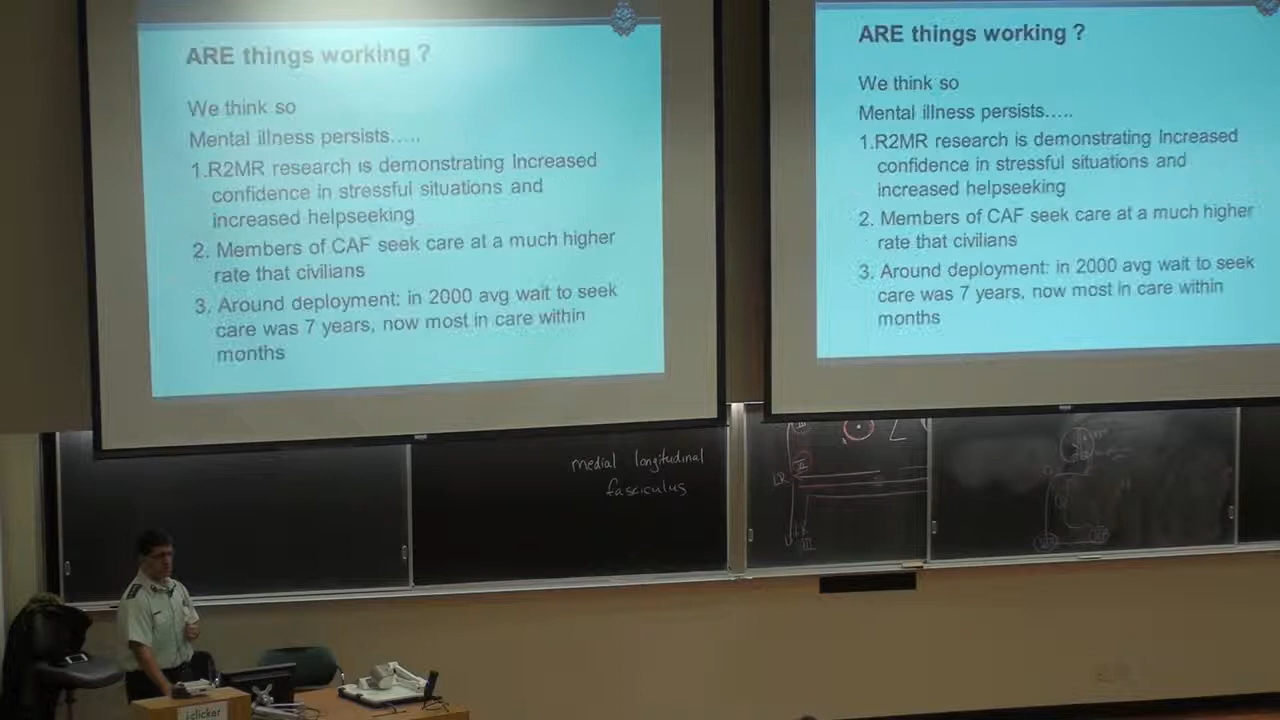 ARE things working ?
We think so
Mental illness persists.....
1.R2MR research is demonstrating Increased
confidence in stressful situations and
increased helpseeking
2. Members of CAF seek care at a much higher
rate that civilians
3. Around deployment: in 2000 avg wait to seek
care was 7 years, now most in care within
months
ARE things working ?
We think so
Mental illness persists.....
1.R2MR research is demonstrating Increased
confidence in stressful situations and
increased helpseeking
2. Members of CAF seek care at a much higher
rate that civilians
3. Around deployment: in 2000 avg wait to seek
care was 7 years, now most in care within
months
medial longitudinal
fasciculus
LR
III
i>clicker